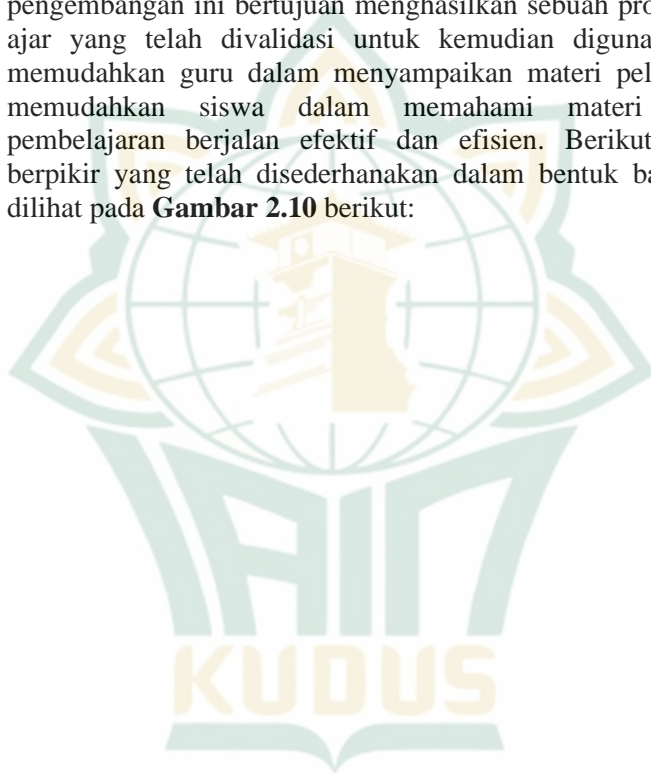 pengembangan ini bertujuan menghasilkan sebuah pro
ajar yang telah divalidasi untuk kemudian diguna
memudahkan guru dalam menyampaikan materi pel
memudahkan siswa dalam memahami materi
pembelajaran berjalan efektif dan efisien. Berikut
berpikir yang telah disederhanakan dalam bentuk ba
dilihat pada Gambar 2.10 berikut:
IAIN
KUDUS